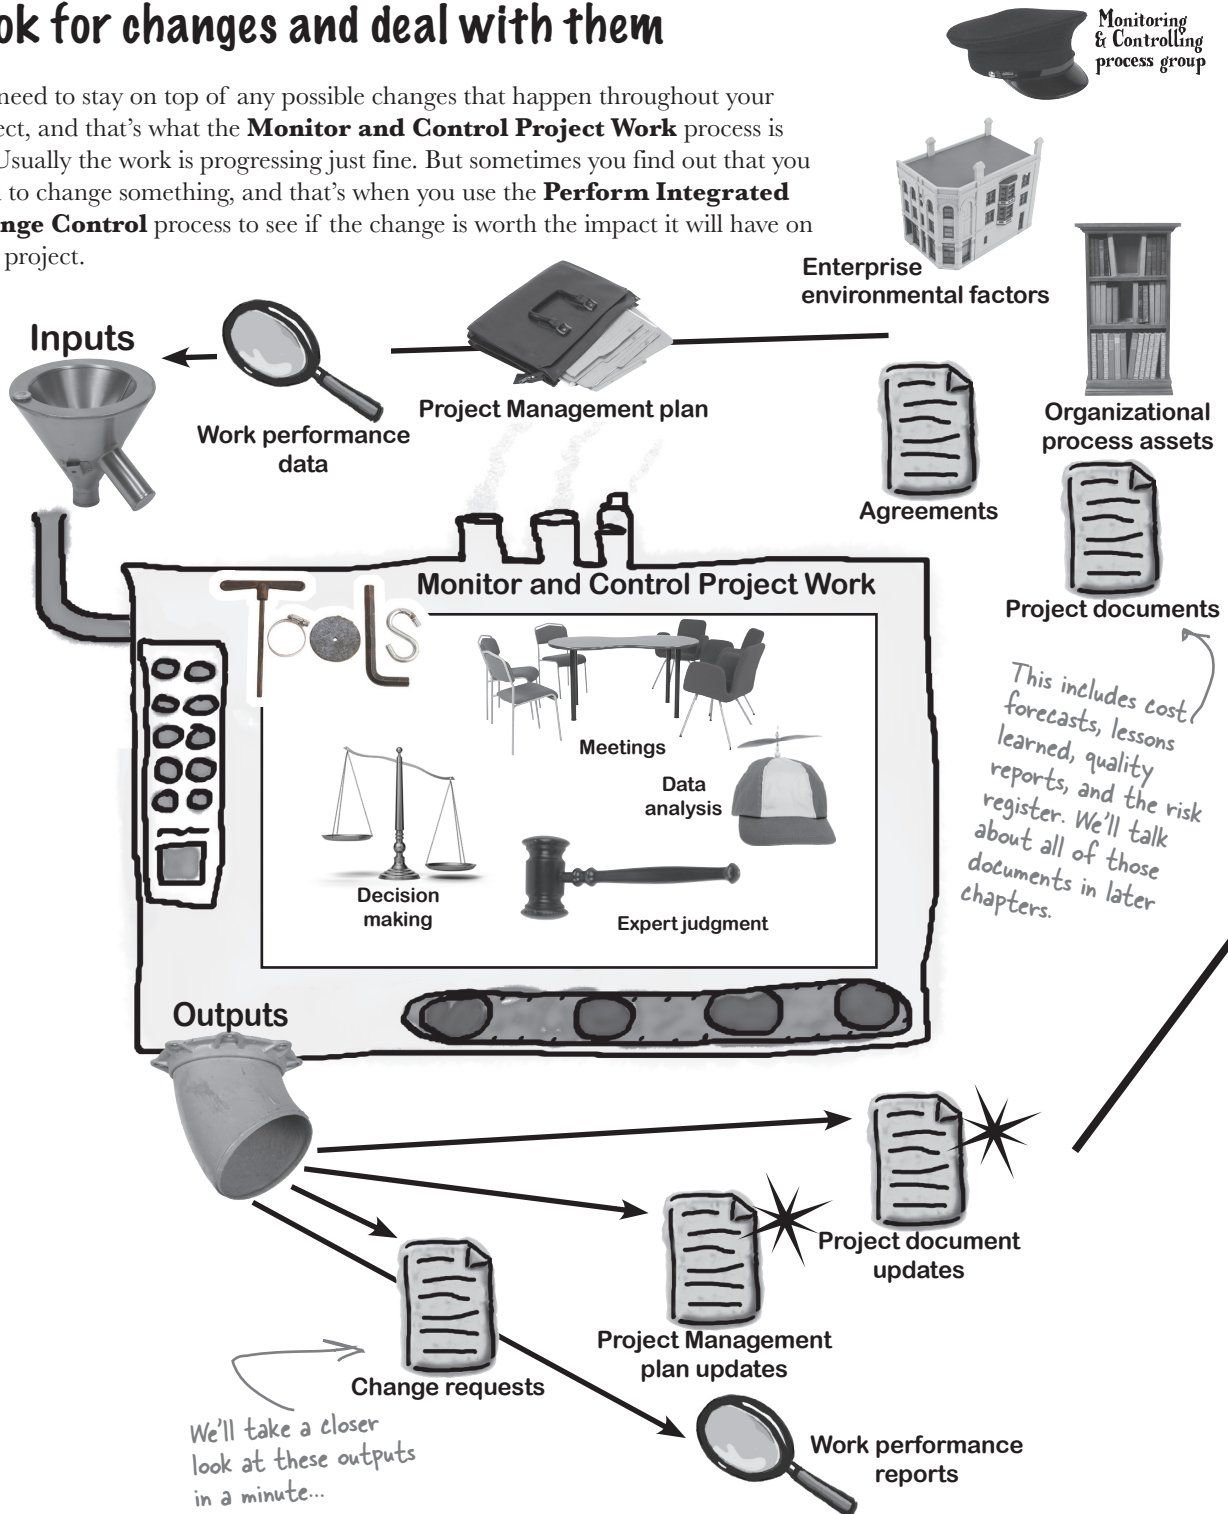 ok for changes and deal with them
Monitoring
& Controlling
process group
need to stay on top of any possible changes that happen throughout your
ect, and that's what the Monitor and Control Project Work process is
Usually the work is progressing just fine. But sometimes you find out that you
to change something, and that's when you use the Perform Integrated
nge Control process to see if the change is worth the impact it will have on
project.
Enterprise
environmental factors
Inputs
Work performance
data
Project Management plan
Organizational
process assets
Agreements
Project documents
Monitor and Control Project Work
Tools
Meetings
Data
analysis
Decision
making
Expert judgment
This includes cost
forecasts, lessons
learned, quality
reports, and the risk
register. We'll talk
about all of those
documents in later
chapters.
Outputs
Project document
updates
Project Management
plan updates
Change requests
We'll take a closer
look at these outputs
in a minute...
Work performance
reports